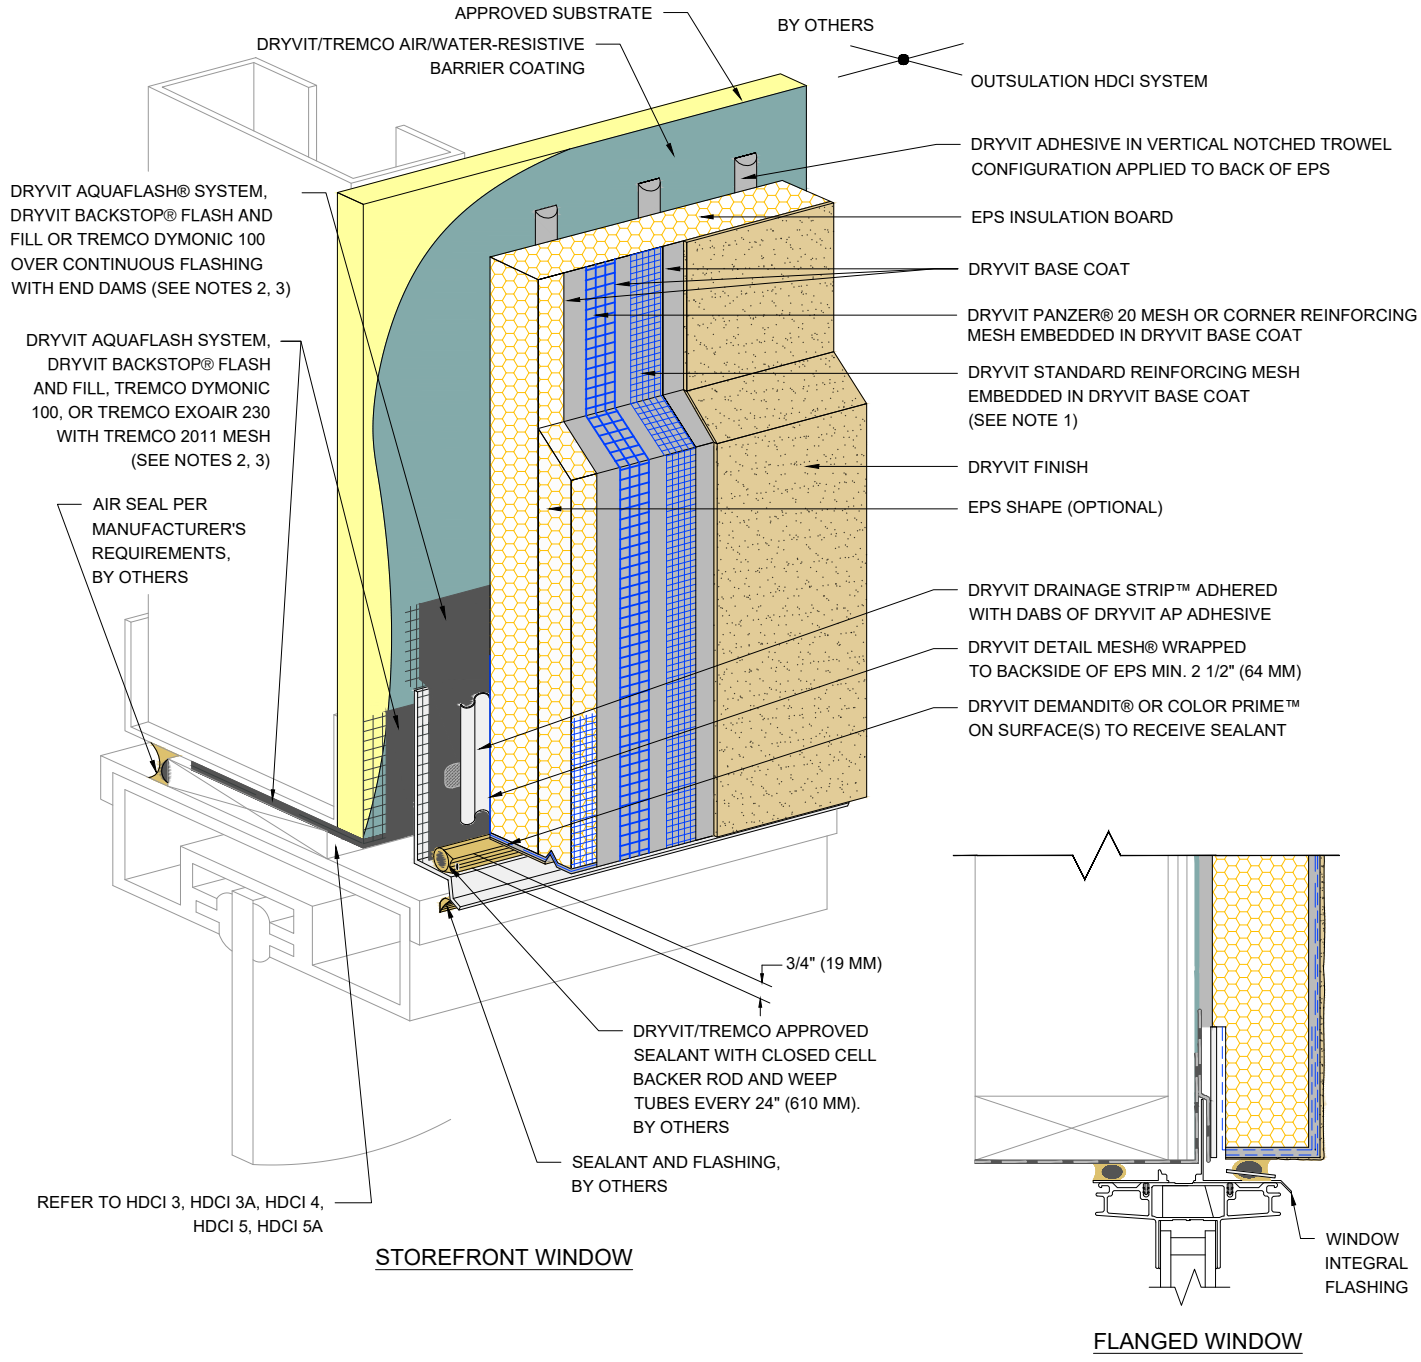 APPROVED SUBSTRATE
BY OTHERS
DRYVIT/TREMCO AIR/WATER-RESISTIVE
BARRIER COATING
OUTSULATION HDCI SYSTEM
DRYVIT ADHESIVE IN VERTICAL NOTCHED TROWEL
CONFIGURATION APPLIED TO BACK OF EPS
DRYVIT AQUAFLASH® SYSTEM,
DRYVIT BACKSTOP® FLASH AND
FILL OR TREMCO DYMONIC 100
OVER CONTINUOUS FLASHING
WITH END DAMS (SEE NOTES 2, 3)
EPS INSULATION BOARD
DRYVIT BASE COAT
DRYVIT PANZER® 20 MESH OR CORNER REINFORCING
MESH EMBEDDED IN DRYVIT BASE COAT
DRYVIT AQUAFLASH SYSTEM,
DRYVIT BACKSTOP® FLASH
AND FILL, TREMCO DYMONIC
100, OR TREMCO EXOAIR 230
WITH TREMCO 2011 MESH
(SEE NOTES 2, 3)
DRYVIT STANDARD REINFORCING MESH
EMBEDDED IN DRYVIT BASE COAT
(SEE NOTE 1)
DRYVIT FINISH
EPS SHAPE (OPTIONAL)
AIR SEAL PER
MANUFACTURER'S
REQUIREMENTS,
BY OTHERS
DRYVIT DRAINAGE STRIP™ ADHERED
WITH DABS OF DRYVIT AP ADHESIVE
DRYVIT DETAIL MESH® WRAPPED
TO BACKSIDE OF EPS MIN. 2 1/2" (64 MM)
DRYVIT DEMANDIT® OR COLOR PRIME™
ON SURFACE(S) TO RECEIVE SEALANT
3/4" (19 MM)
DRYVIT/TREMCO APPROVED
SEALANT WITH CLOSED CELL
BACKER ROD AND WEEP
TUBES EVERY 24" (610 MM).
BY OTHERS
SEALANT AND FLASHING,
BY OTHERS
REFER TO HDCI 3, HDCI 3A, HDCI 4,
HDCI 5, HDCI 5A
STOREFRONT WINDOW
WINDOW
INTEGRAL
FLASHING
FLANGED WINDOW